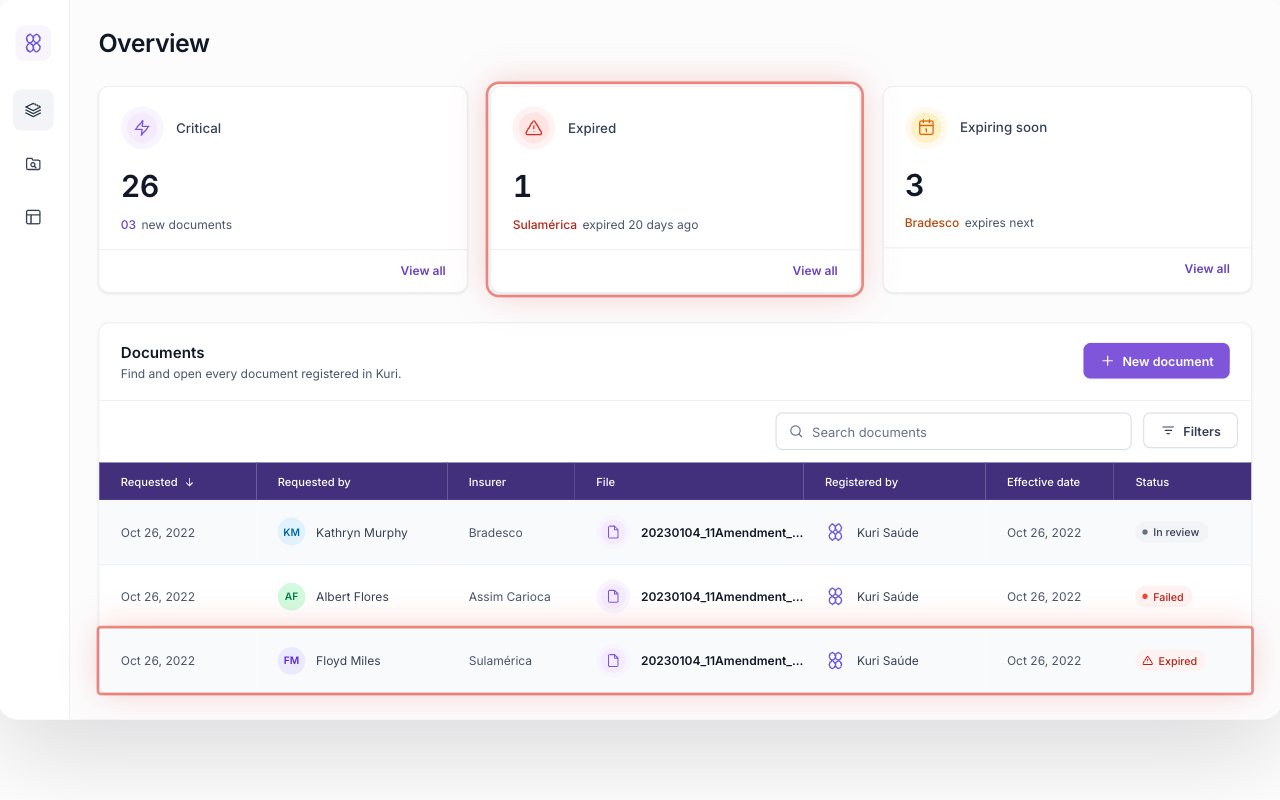 Overview
Critical
26
03 new documents
View all
Expired
1
Sulamérica expired 20 days ago
View all
Expiring soon
3
Bradesco expires next
View all
Documents
Find and open every document registered in Kuri.
New document
Search documents
Filters
Requested Requested by Insurer File Registered by Effective date Status
Oct 26, 2022 KM Kathryn Murphy Bradesco 20230104_11Amendment_... Kuri Saúde Oct 26, 2022 In review
Oct 26, 2022 AF Albert Flores Assim Carioca 20230104_11Amendment_... Kuri Saúde Oct 26, 2022 Failed
Oct 26, 2022 FM Floyd Miles Sulamérica 20230104_11Amendment_... Kuri Saúde Oct 26, 2022 Expired